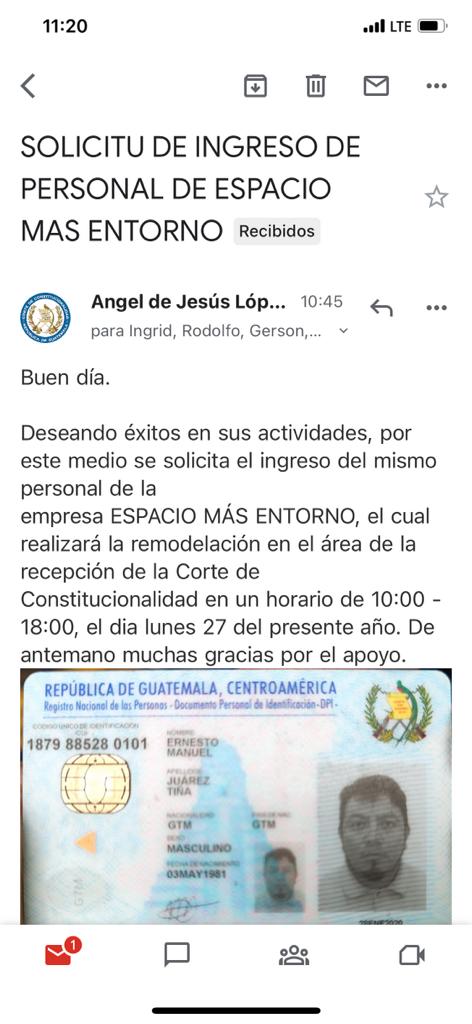 11:20
LTE
SOLICITU DE INGRESO DE
PERSONAL DE ESPACIO
MAS ENTORNO Recibidos
Angel de Jesús Lóp... 10:45
para Ingrid, Rodolfo, Gerson,...
Buen día.
Deseando éxitos en sus actividades, por
este medio se solicita el ingreso del mismo
personal de la
empresa ESPACIO MÁS ENTORNO, el cual
realizará la remodelación en el área de la
recepción de la Corte de
Constitucionalidad en un horario de 10:00 -
18:00, el dia lunes 27 del presente año. De
antemano muchas gracias por el apoyo.
REPÚBLICA DE GUATEMALA, CENTROAMÉRICA
Registro Nacional de las Personas - Documento Personal de Identificación -DPI-
CÓDIGO ÚNICO DE IDENTIFICACIÓN
CUI
1879 88528 0101
NOMBRE
ERNESTO
MANUEL
APELLIDOS
JUÁREZ
TIÑA
NACIONALIDAD
GTM
GTM
SEXO
MASCULINO
FECHA DE NACIMIENTO
03MAY1981
GTM
28ENE2020
1